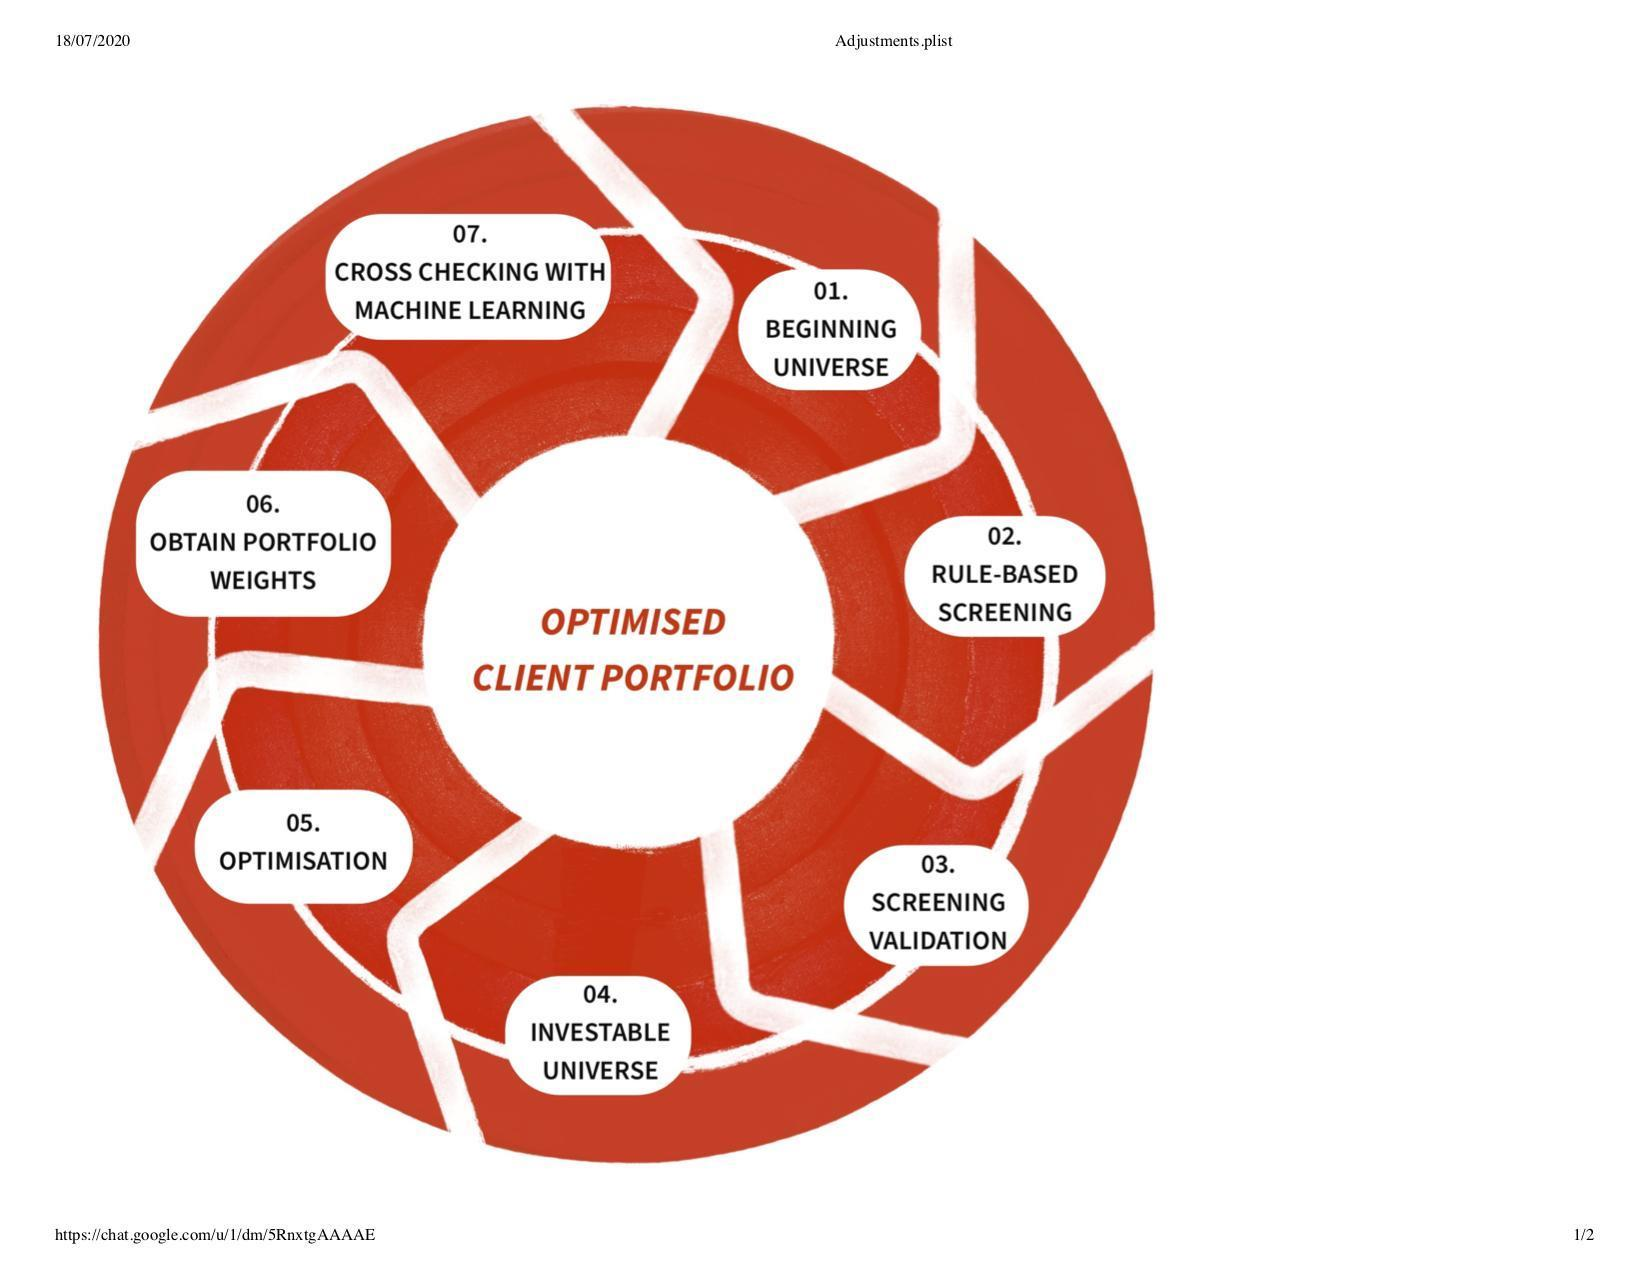 18/07/2020
Adjustments.plist
01.
BEGINNING
UNIVERSE
02.
RULE-BASED
SCREENING
03.
SCREENING
VALIDATION
04.
INVESTABLE
UNIVERSE
05.
OPTIMISATION
06.
OBTAIN PORTFOLIO
WEIGHTS
07.
CROSS CHECKING WITH
MACHINE LEARNING
OPTIMISED
CLIENT PORTFOLIO
https://chat.google.com/u/1/dm/5RnxtgAAAAE
1/2